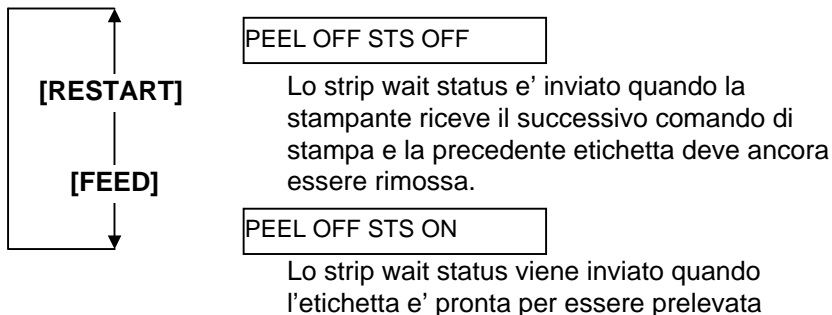 PEEL OFF STS OFF
[RESTART]
Lo strip wait status e' inviato quando la
stampante riceve il successivo comando di
stampa e la precedente etichetta deve ancora
essere rimossa.
[FEED]
PEEL OFF STS ON
Lo strip wait status viene inviato quando
l'etichetta e' pronta per essere prelevata